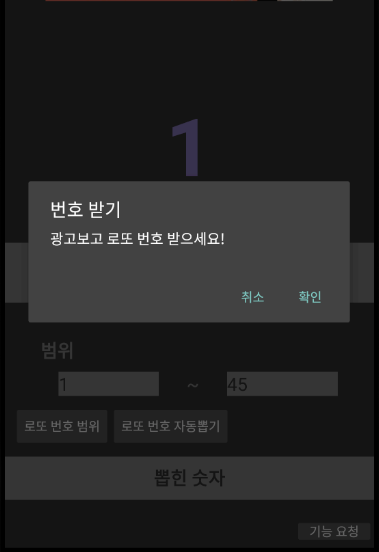 1
번호 받기
광고보고 로또 번호 받으세요!
취소 확인
범위
1 ~ 45
로또 번호 범위 로또 번호 자동뽑기
뽑힌 숫자
기능 요청